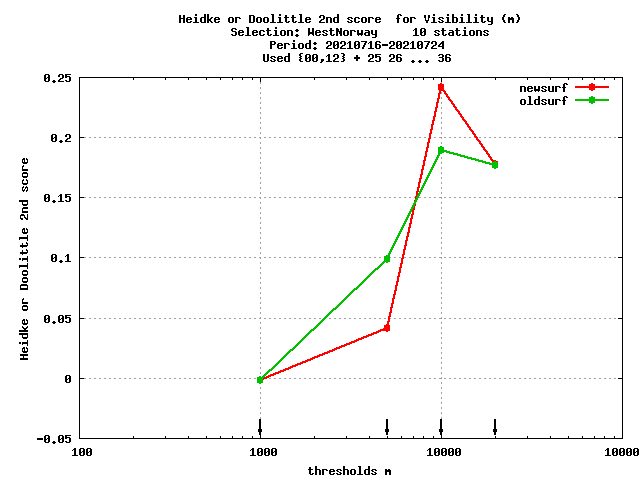 Heidke or Doolittle 2nd score  for Visibility (m)
Selection: WestNorway     10 stations
Period: 20210716-20210724
Used {00,12} + 25 26 ... 36
newsurf
oldsurf
0.25
0.2
0.15
0.1
0.05
0
-0.05
Heidke or Doolittle 2nd score
100 1000 10000 10000
thresholds m